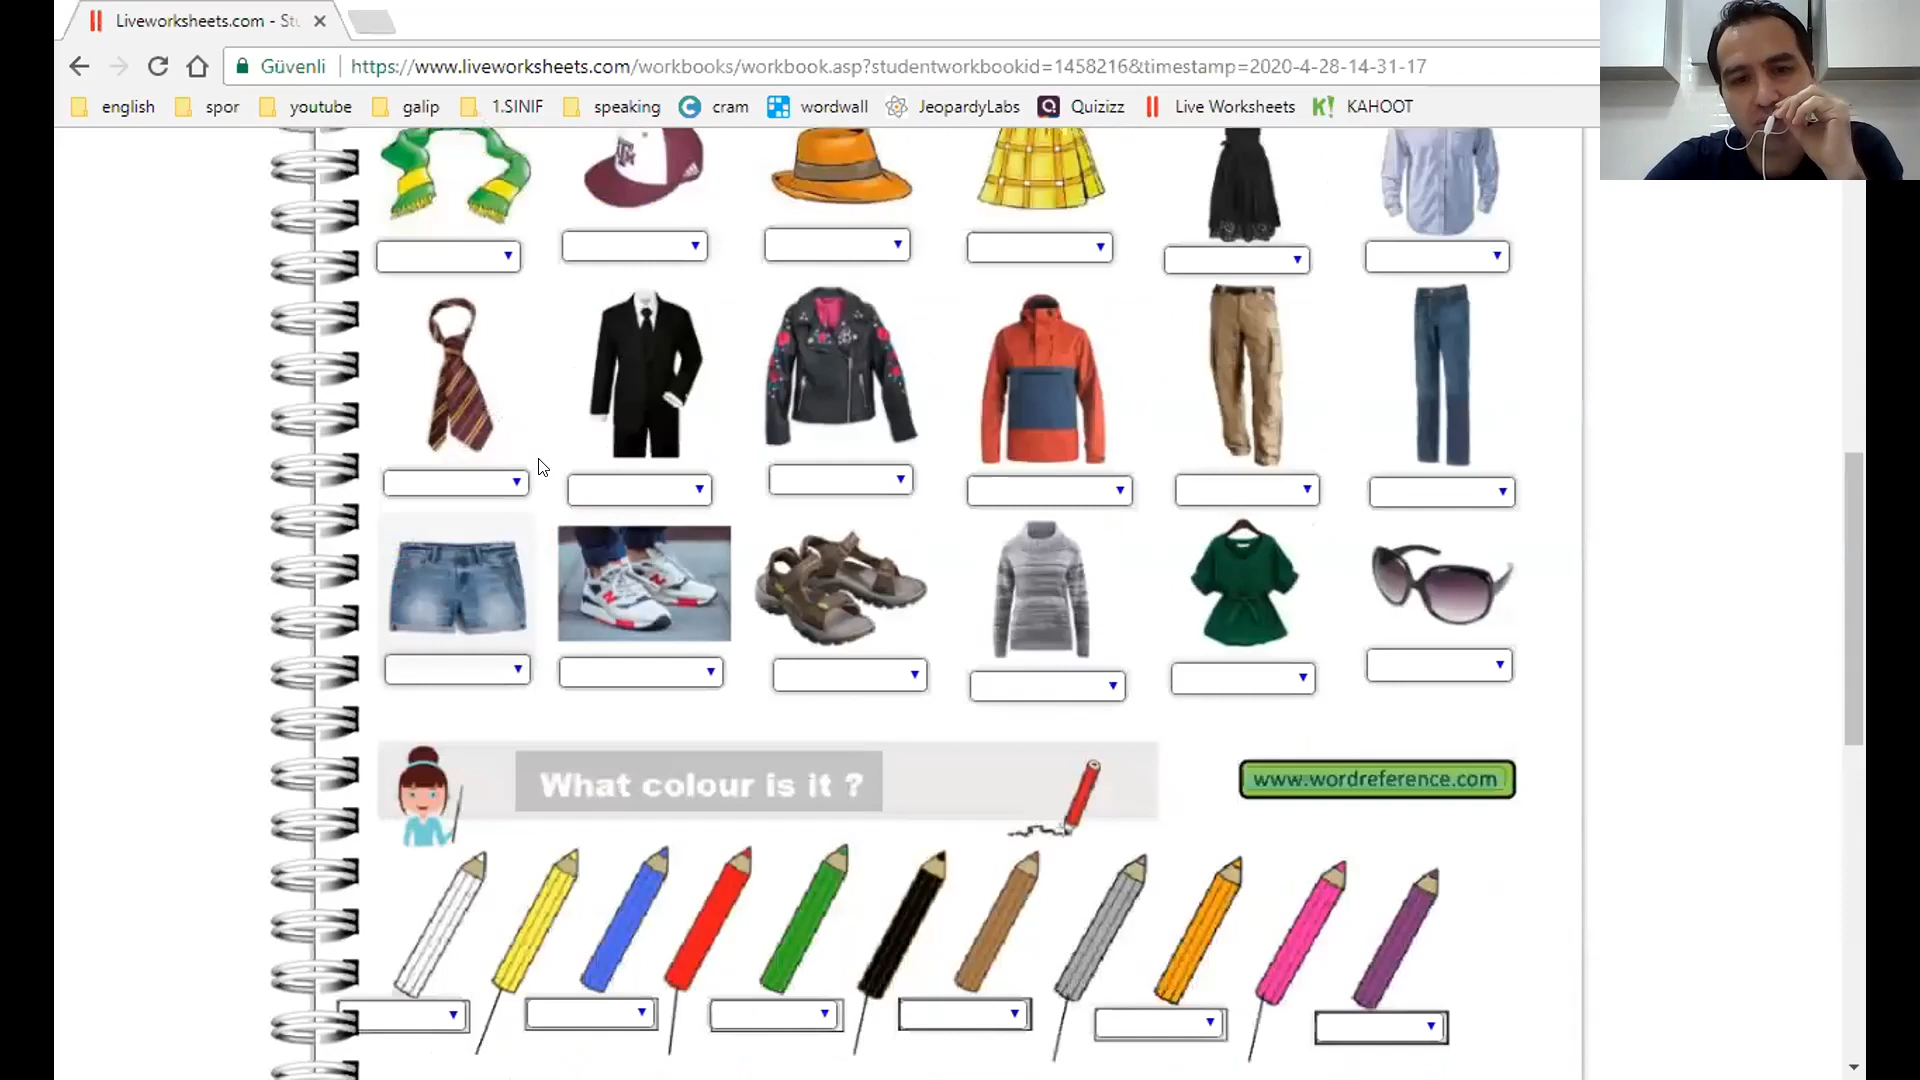 Liveworksheets.com - Stu
Güvenli https://www.liveworksheets.com/workbooks/workbook.asp?studentworkbookid=1458216&timestamp=2020-4-28-14-31-17
english spor youtube galip 1.SINIF speaking cram wordwall JeopardyLabs Quizizz Live Worksheets KAHOOT
What colour is it ?
www.wordreference.com